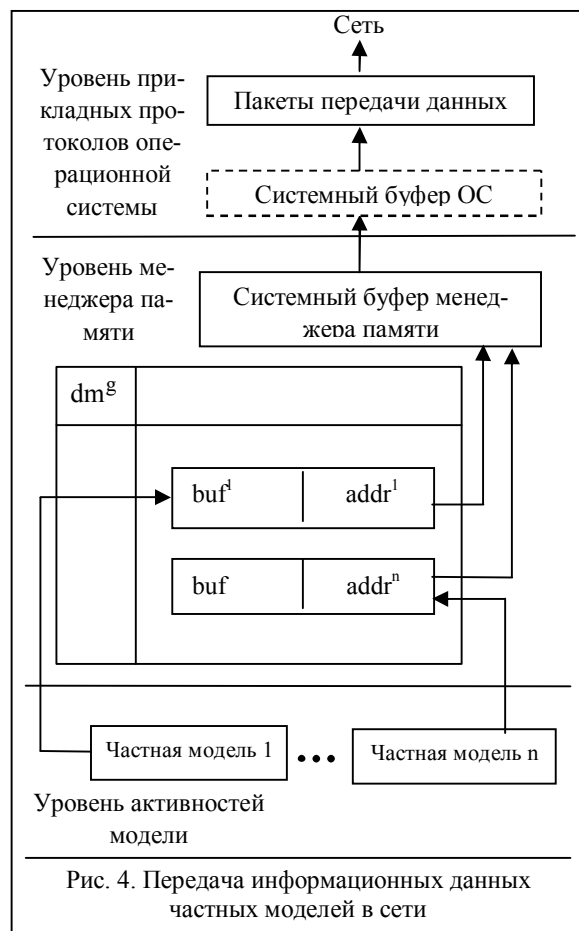 Сеть
Уровень при-
кладных про-
токолов опе-
рационной
системы
Пакеты передачи данных
Системный буфер ОС
Уровень ме-
неджера па-
мяти
Системный буфер менед-
жера памяти
dm^g
buf^1 addr^1
buf addr^n
Частная модель 1 ... Частная модель n
Уровень активностей
модели
Рис. 4. Передача информационных данных
частных моделей в сети